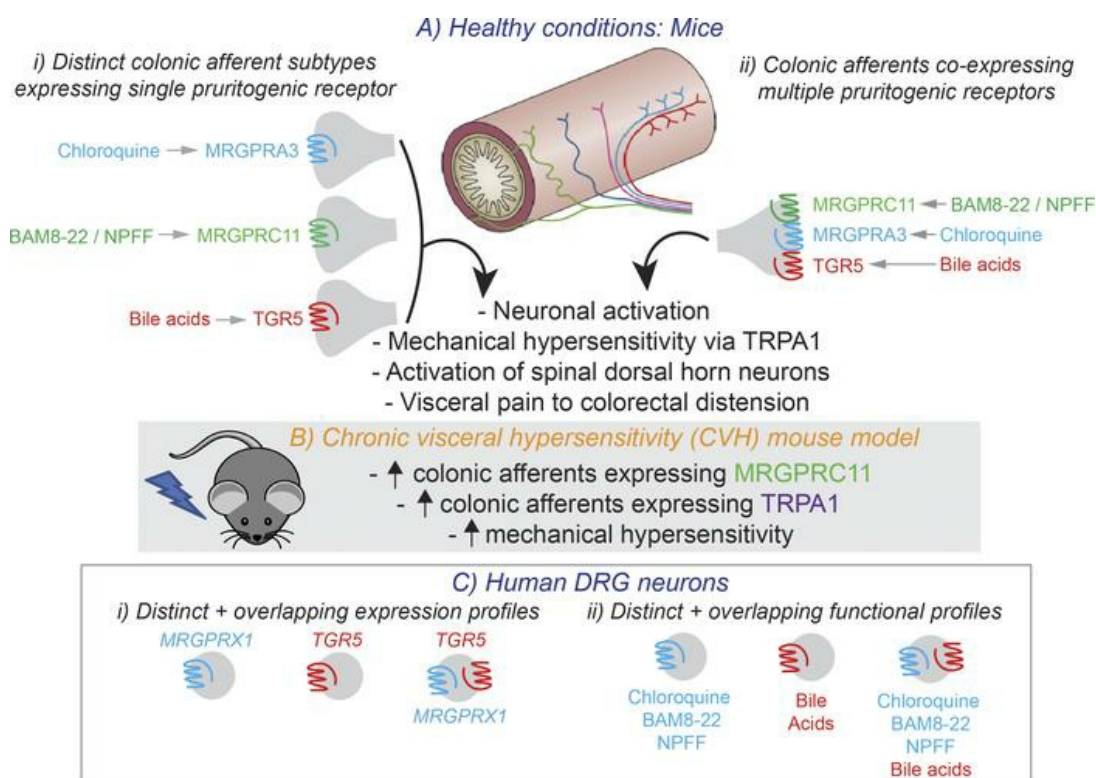 A) Healthy conditions: Mice
i) Distinct colonic afferent subtypes
expressing single pruritogenic receptor
Chloroquine → MRGPRA3
BAM8-22 / NPFF → MRGPRC11
Bile acids → TGR5
ii) Colonic afferents co-expressing
multiple pruritogenic receptors
MRGPRC11 ← BAM8-22 / NPFF
MRGPRA3 ← Chloroquine
TGR5 ← Bile acids
- Neuronal activation
- Mechanical hypersensitivity via TRPA1
- Activation of spinal dorsal horn neurons
- Visceral pain to colorectal distension
B) Chronic visceral hypersensitivity (CVH) mouse model
- ↑ colonic afferents expressing MRGPRC11
- ↑ colonic afferents expressing TRPA1
- ↑ mechanical hypersensitivity
C) Human DRG neurons
i) Distinct + overlapping expression profiles
MRGPRX1
TGR5
TGR5
MRGPRX1
ii) Distinct + overlapping functional profiles
Chloroquine
BAM8-22
NPFF
Bile
Acids
Chloroquine
BAM8-22
NPFF
Bile acids